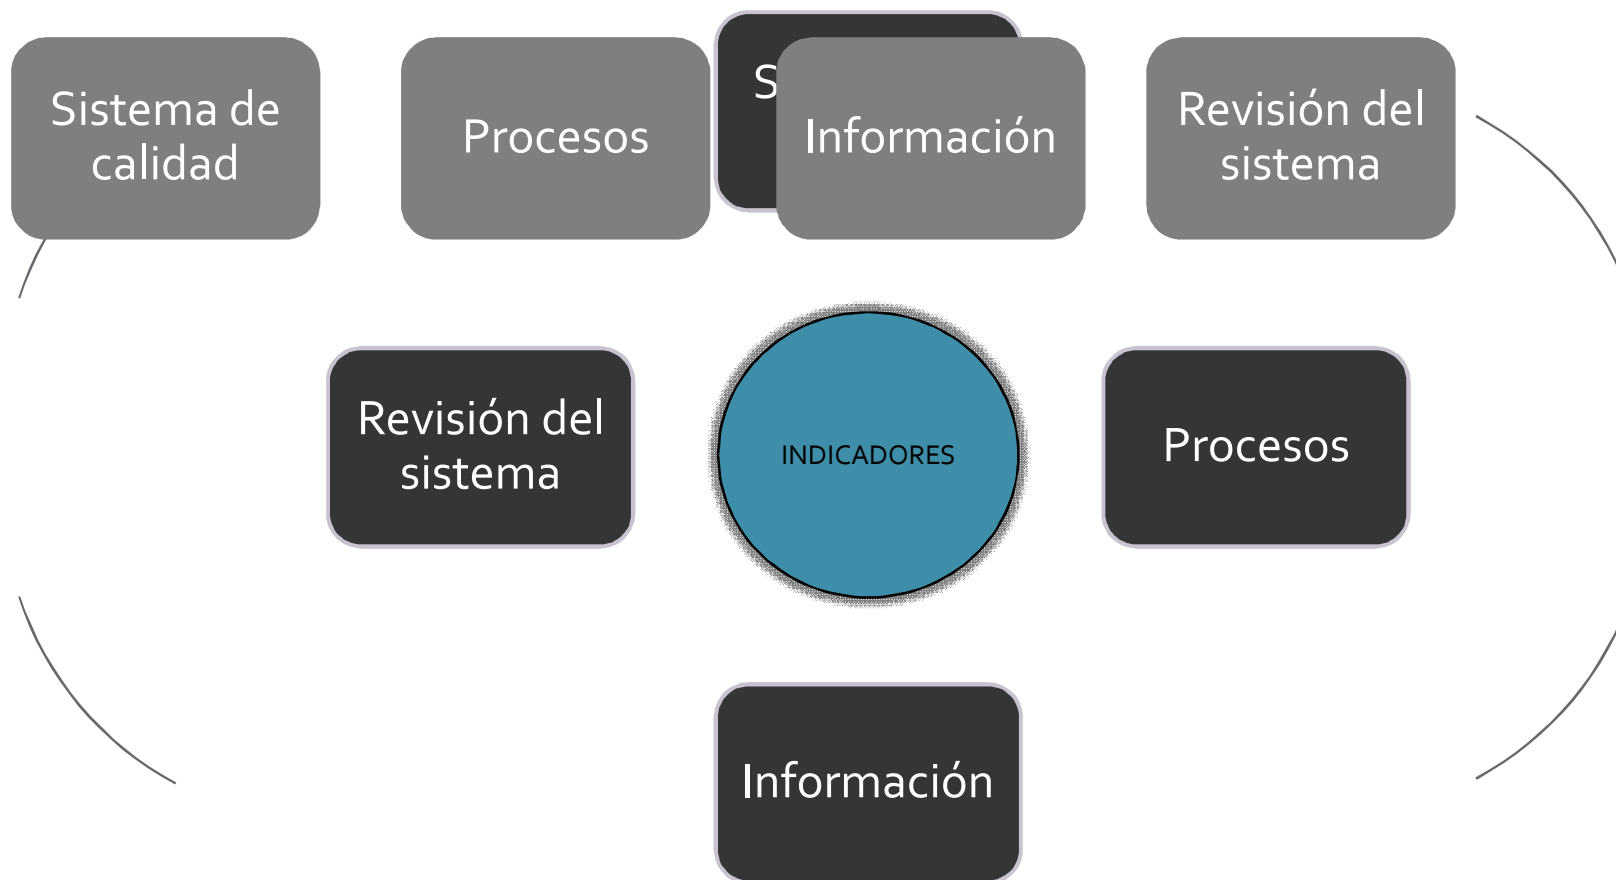 Sistema de
calidad
Procesos
S
Información
Revisión del
sistema
Revisión del
sistema
INDICADORES
Procesos
Información